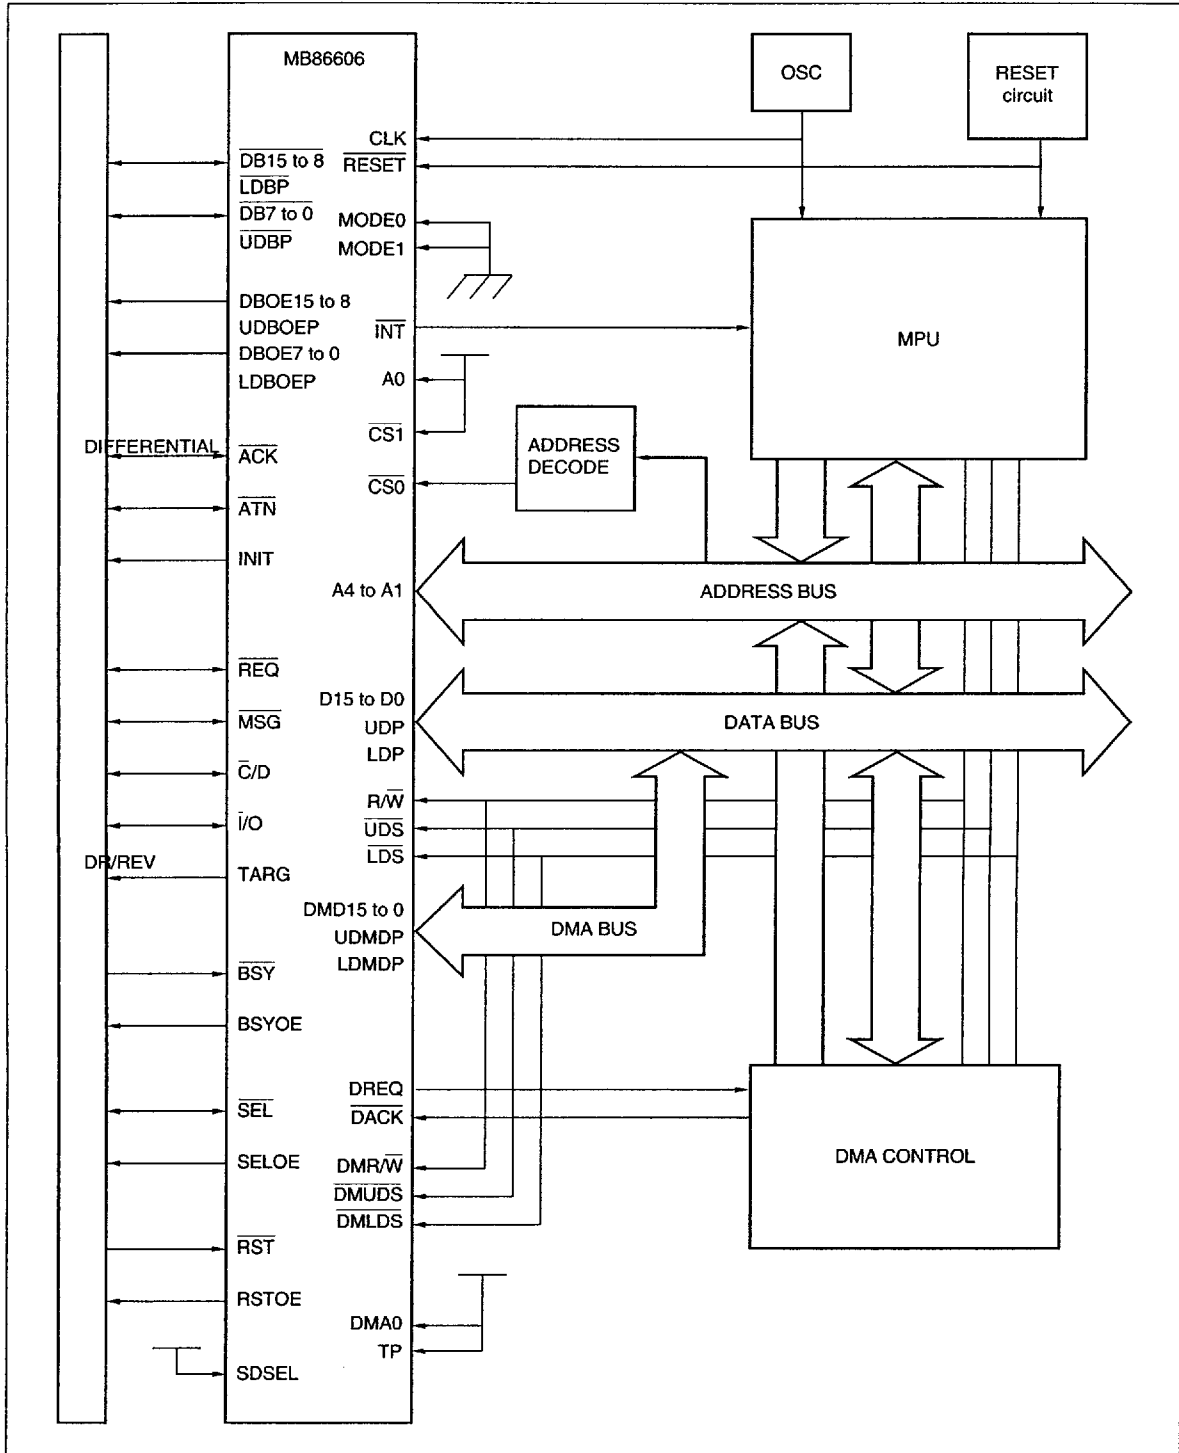 MB86606
OSC
RESET
circuit
CLK
RESET
DB15 to 8
LDBP
DB7 to 0
UDBP
MODE0
MODE1
DBOE15 to 8
UDBOEP
DBOE7 to 0
LDBOEP
INT
MPU
A0
CS1
ADDRESS
DECODE
DIFFERENTIAL
ACK
CS0
ATN
INIT
A4 to A1
ADDRESS BUS
REQ
MSG
D15 to D0
UDP
LDP
DATA BUS
C/D
I/O
R/W
UDS
LDS
DR/REV
TARG
DMD15 to 0
UDMDP
LDMDP
DMA BUS
BSY
BSYOE
DREQ
DACK
SEL
SELOE
DMR/W
DMUDS
DMLDS
DMA CONTROL
RST
RSTOE
DMA0
TP
SDSEL